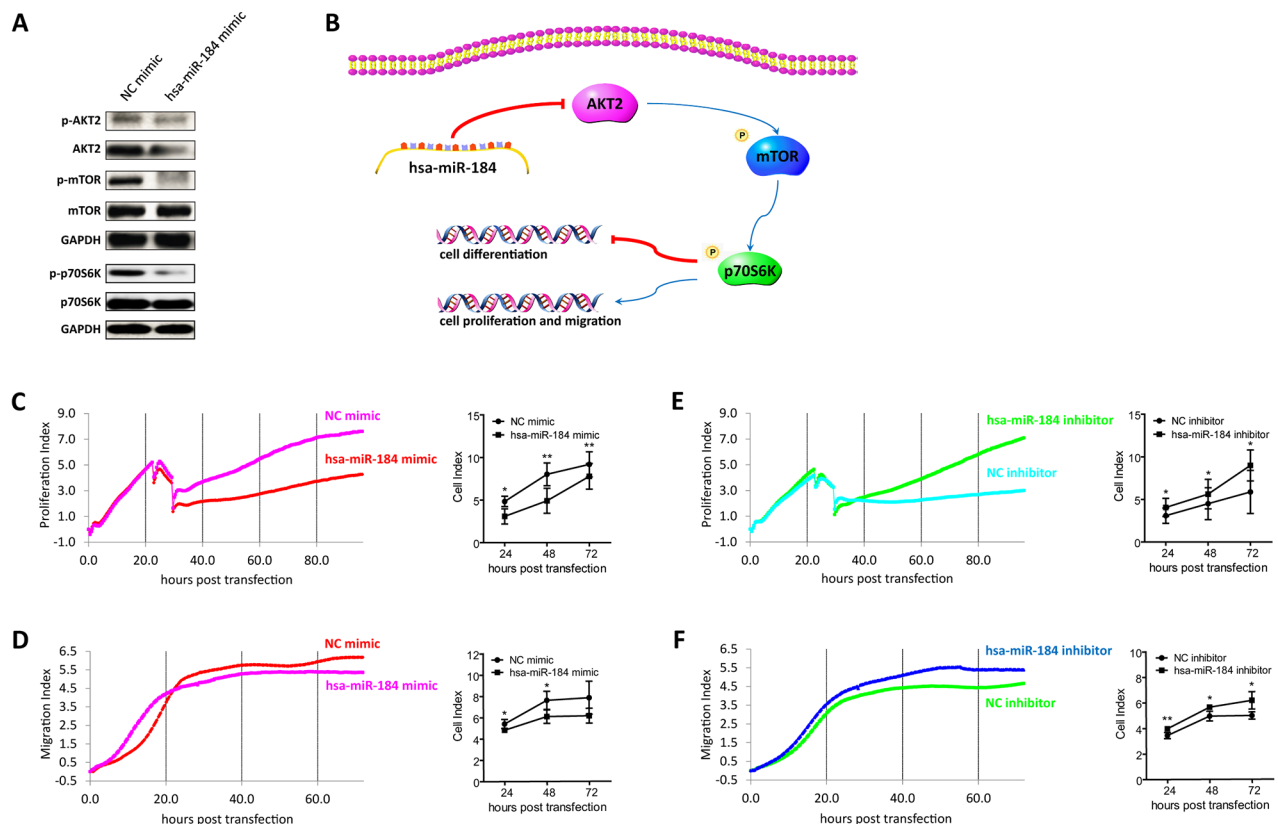 A
NC mimic
hsa-miR-184 mimic
p-AKT2
AKT2
p-mTOR
mTOR
GAPDH
p-p70S6K
p70S6K
GAPDH
B
AKT2
hsa-miR-184
P
mTOR
P
p70S6K
cell differentiation
cell proliferation and migration
C
Proliferation Index
9.0
7.0
5.0
3.0
1.0
-1.0
0.0 20.0 40.0 60.0 80.0
hours post transfection
NC mimic
hsa-miR-184 mimic
Cell Index
15
10
5
0
NC mimic
hsa-miR-184 mimic
* ** **
24 48 72
hours post transfection
E
Proliferation Index
9.0
7.0
5.0
3.0
1.0
-1.0
0.0 20.0 40.0 60.0 80.0
hours post transfection
hsa-miR-184 inhibitor
NC inhibitor
Cell Index
15
10
5
0
NC inhibitor
hsa-miR-184 inhibitor
* * *
24 48 72
hours post transfection
D
Migration Index
6.5
5.5
4.5
3.5
2.5
1.5
0.5
-0.5
0.0 20.0 40.0 60.0
hours post transfection
NC mimic
hsa-miR-184 mimic
Cell Index
12
10
8
6
4
2
0
NC mimic
hsa-miR-184 mimic
* *
24 48 72
hours post transfection
F
Migration Index
6.5
5.5
4.5
3.5
2.5
1.5
0.5
-0.5
0.0 20.0 40.0 60.0
hours post transfection
hsa-miR-184 inhibitor
NC inhibitor
Cell Index
10
8
6
4
2
0
NC inhibitor
hsa-miR-184 inhibitor
** * *
24 48 72
hours post transfection